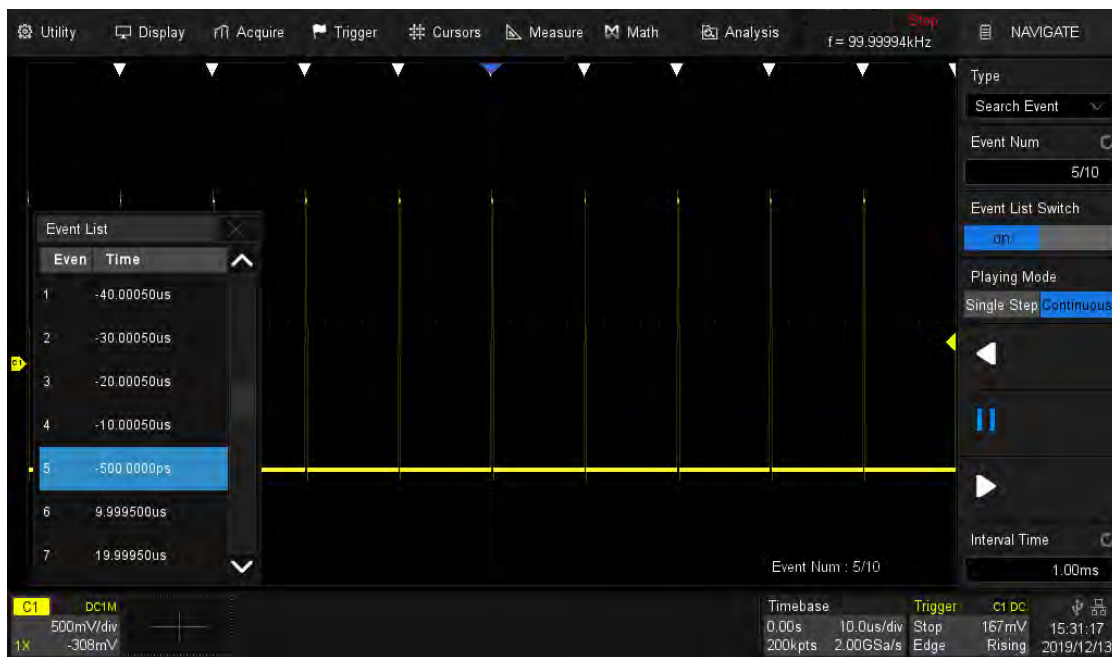 Utility Display Acquire Trigger Cursors Measure Math Analysis
Stop
f = 99.99994kHz
NAVIGATE
Type
Search Event
Event Num
5/10
Event List Switch
on
Playing Mode
Single Step Continuous
Interval Time
1.00ms
Event List
Even Time
1 -40.00050us
2 -30.00050us
3 -20.00050us
4 -10.00050us
5 -500.0000ps
6 9.999500us
7 19.99950us
C1
Event Num : 5/10
C1 DC1M
500mV/div
1X -308mV
Timebase
0.00s 10.0us/div
200kpts 2.00GSa/s
Trigger C1 DC
Stop 167mV
Edge Rising
15:31:17
2019/12/13